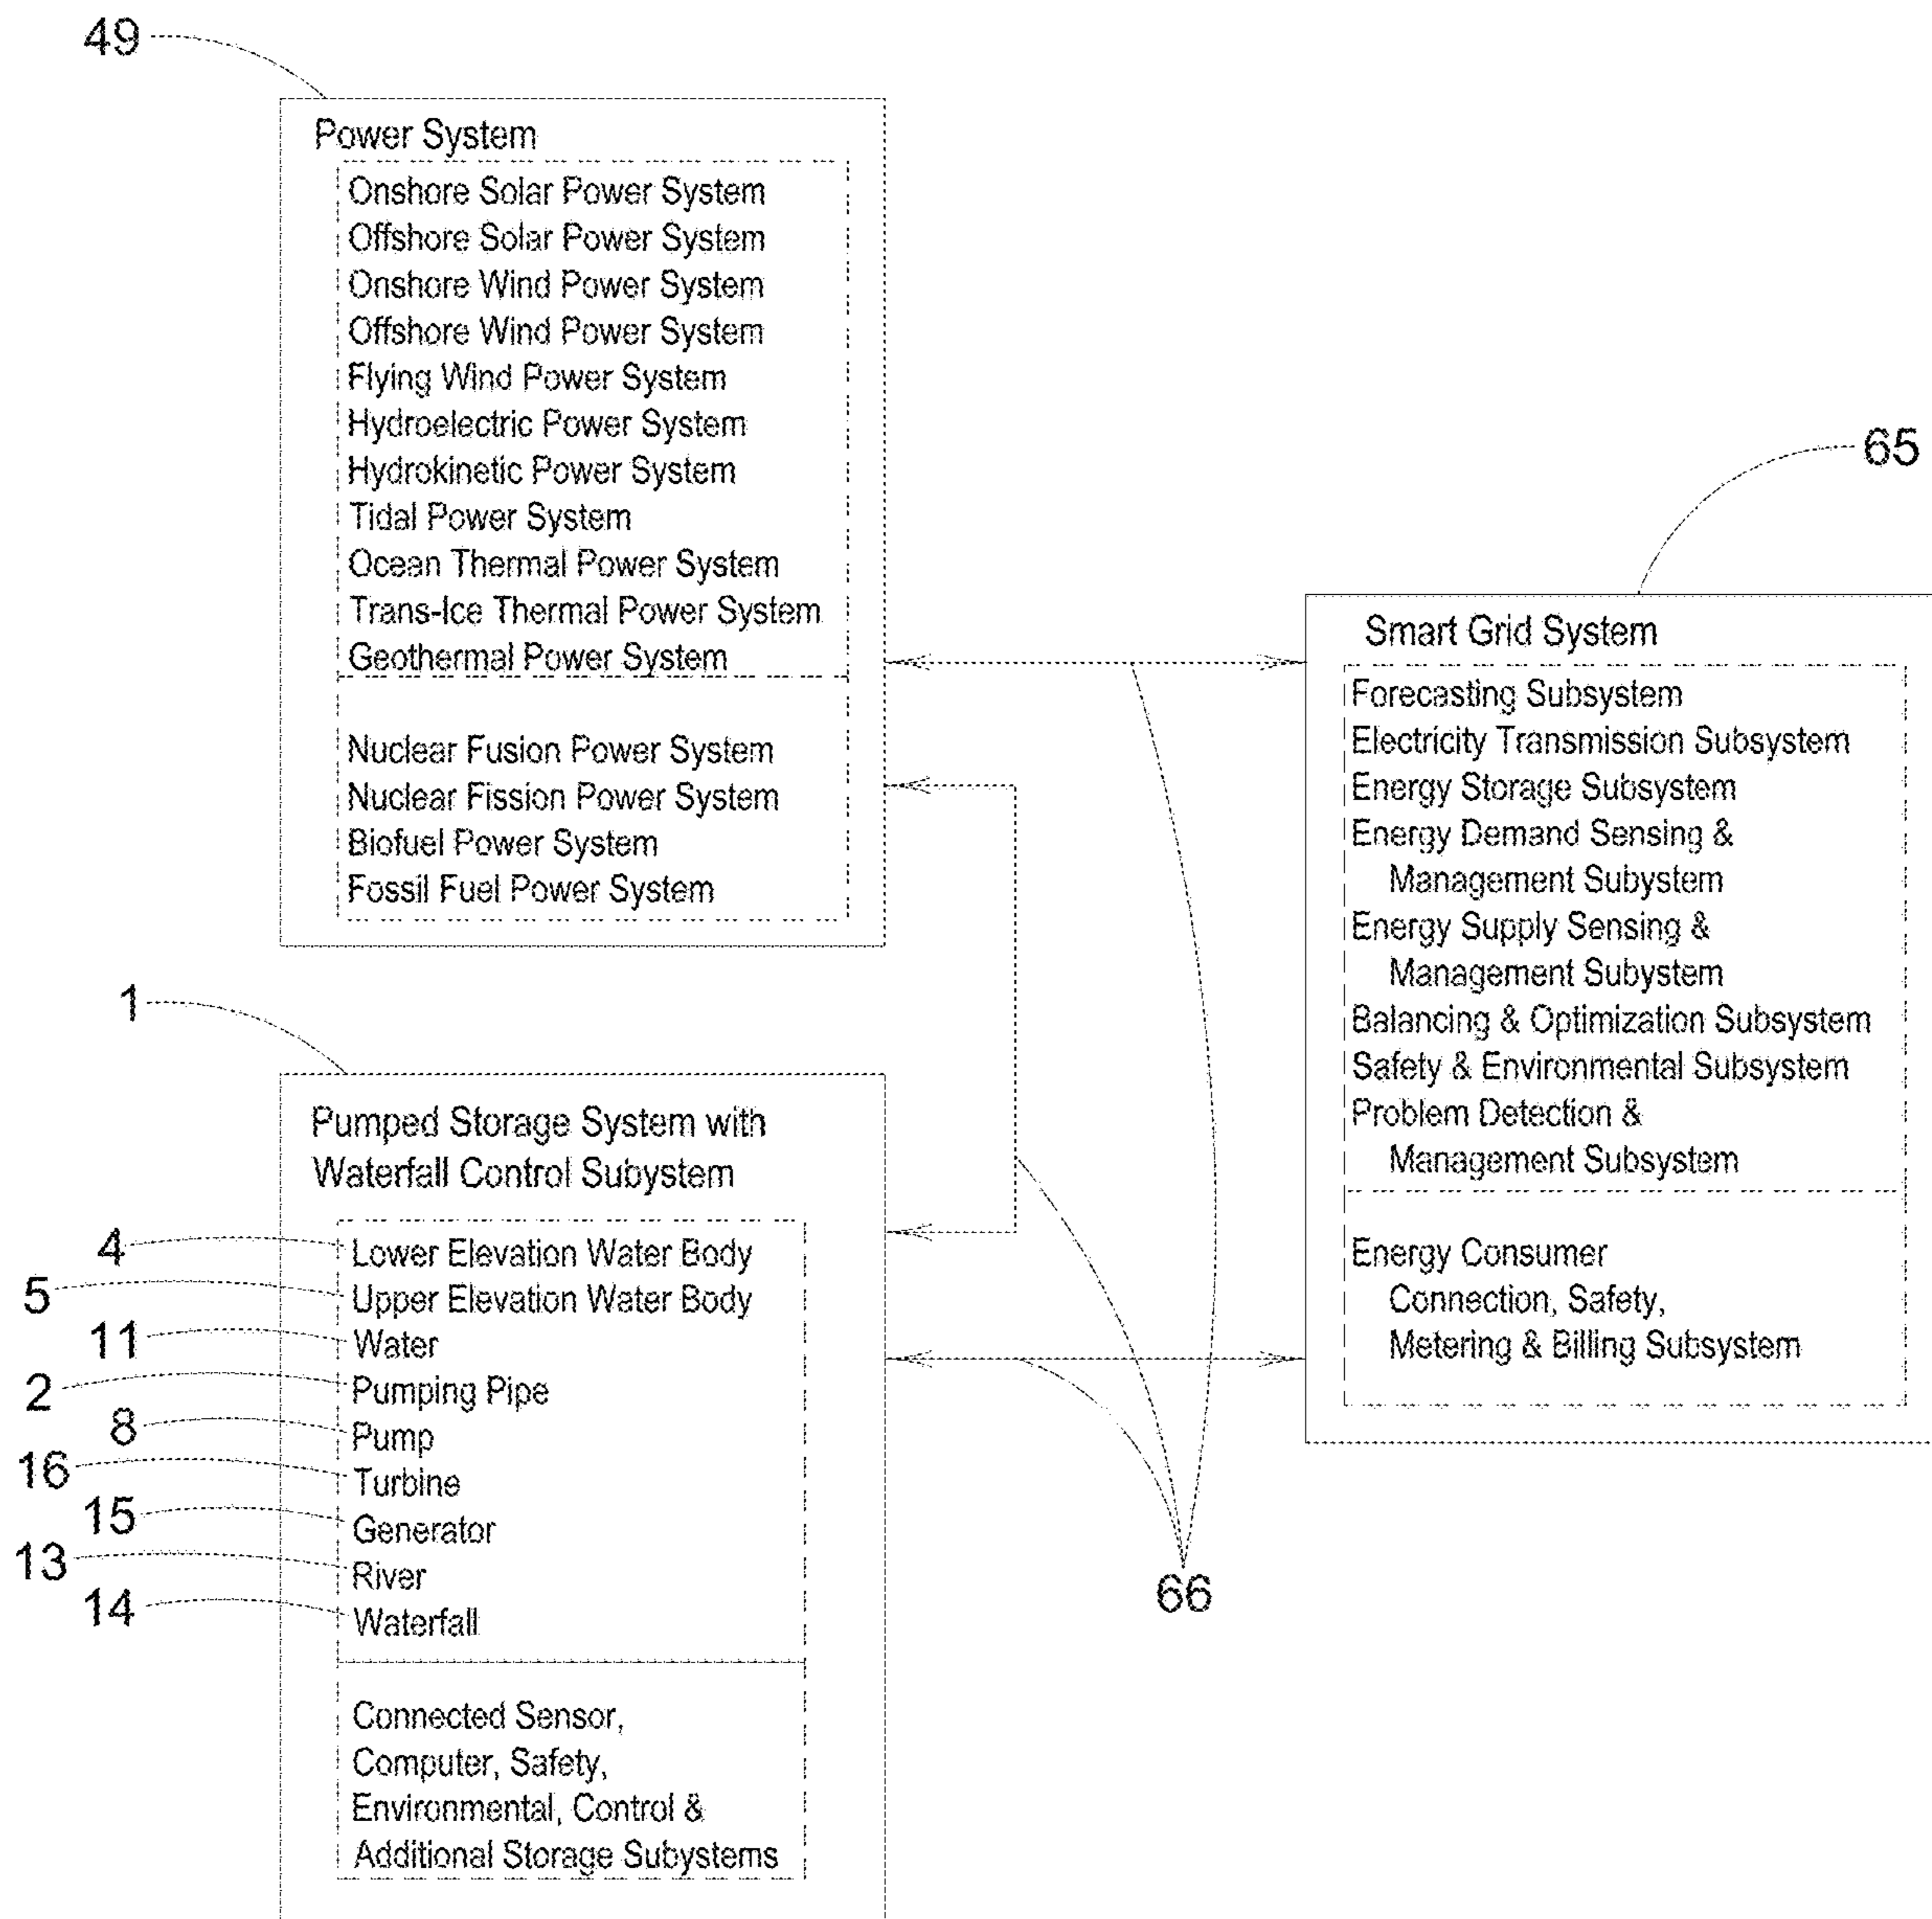 49
Power System
Onshore Solar Power System
Offshore Solar Power System
Onshore Wind Power System
Offshore Wind Power System
Flying Wind Power System
Hydroelectric Power System
Hydrokinetic Power System
Tidal Power System
Ocean Thermal Power System
Trans-Ice Thermal Power System
Geothermal Power System
Nuclear Fusion Power System
Nuclear Fission Power System
Biofuel Power System
Fossil Fuel Power System
1
Pumped Storage System with
Waterfall Control Subystem
4
Lower Elevation Water Body
5
Upper Elevation Water Body
11
Water
2
Pumping Pipe
8
Pump
16
Turbine
15
Generator
13
River
14
Waterfall
Connected Sensor,
Computer, Safety,
Environmental, Control &
Additional Storage Subystems
65
Smart Grid System
Forecasting Subsystem
Electricity Transmission Subsystem
Energy Storage Subsystem
Energy Demand Sensing &
Management Subystem
Energy Supply Sensing &
Management Subystem
Balancing & Optimization Subsystem
Safety & Environmental Subsystem
Problem Detection &
Management Subsystem
Energy Consumer
Connection, Safety,
Metering & Billing Subsystem
66